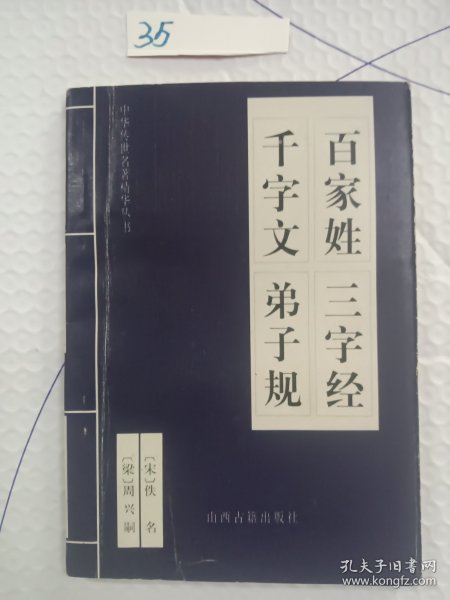 35
中华传世名著精华丛书
百家姓 三字经
千字文 弟子规
〔宋〕佚名
〔梁〕周兴嗣
山西古籍出版社
孔夫子旧书网
www.kongfz.com